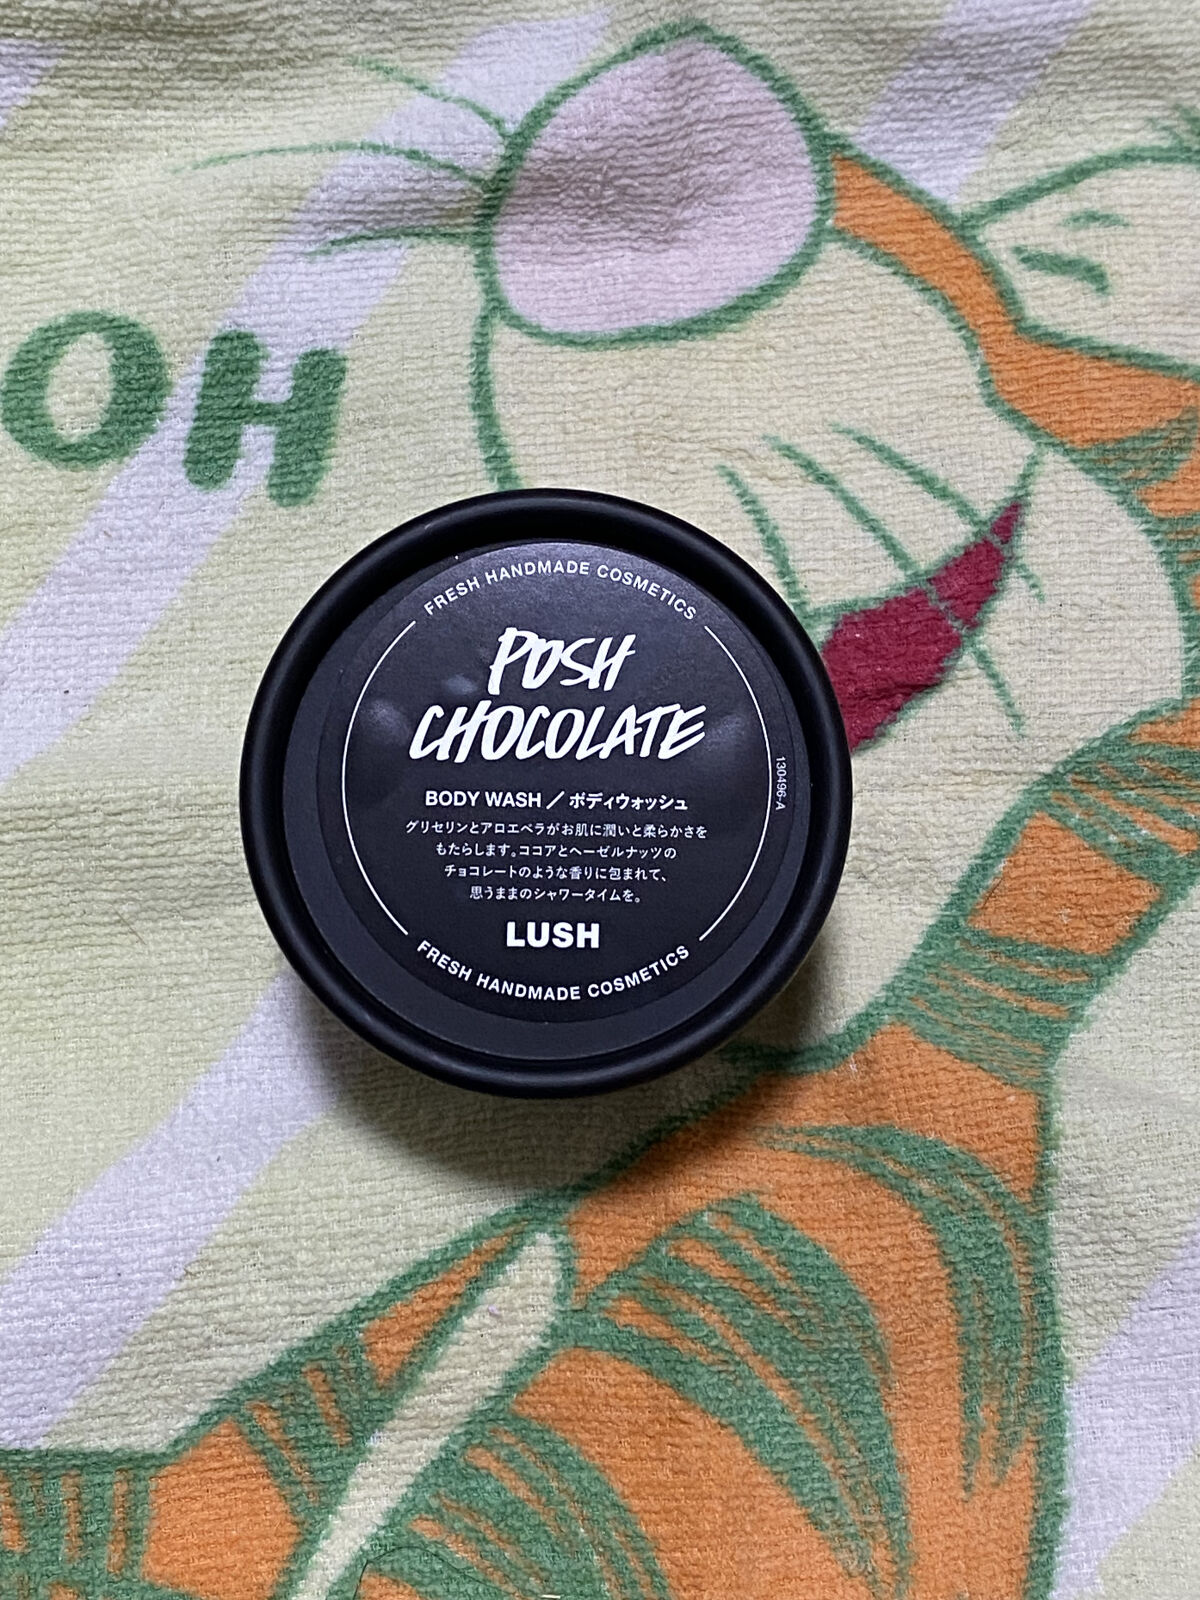 OH
FRESH HANDMADE COSMETICS
POSH
CHOCOLATE
BODY WASH／ボディウォッシュ
グリセリンとアロエベラがお肌に潤いと柔らかさを
もたらします。ココアとヘーゼルナッツの
チョコレートのような香りに包まれて、
思うままのシャワータイムを。
LUSH
FRESH HANDMADE COSMETICS
130496-A